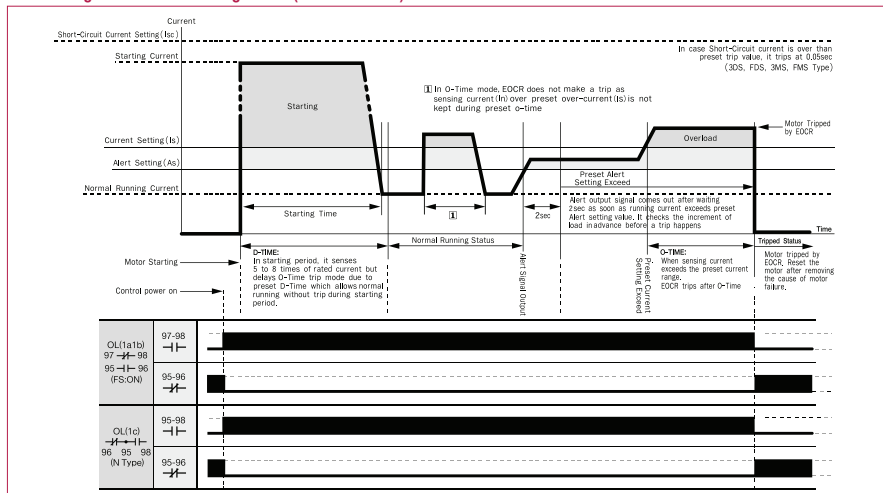 Current
Short-Circuit Current Setting(Isc)
Starting Current
In case Short-Circuit current is over than
preset trip value, it trips at 0.05sec
(3DS, FDS, 3MS, FMS Type)
1 In O-Time mode, EOCR does not make a trip as
sensing current(In) over preset over-current(Is) is not
kept during preset o-time
Starting
Motor Tripped
by EOCR
Current Setting(Is)
Overload
Alert Setting(As)
Preset Alert
Setting Exceed
Normal Running Current
Starting Time
1
2sec
Alert output signal comes out after waiting
2sec as soon as running current exceeds preset
Alert setting value. It checks the increment of
load in advance before a trip happens
Time
Normal Running Status
Tripped Status
D-TIME:
In starting period, it senses
5 to 8 times of rated current but
delays O-Time trip mode due to
preset D-Time which allows normal
running without trip during starting
period.
Alert Signal Output
Preset Current
Setting Exceed
O-TIME:
When sensing current
exceeds the preset current
range.
EOCR trips after O-Time
Motor tripped by
EOCR, Reset the
motor after removing
the cause of motor
failure.
Motor Starting
Control power on
OL(1a1b)
97 98
95 96
(FS:ON)
97-98
95-96
OL(1c)
96 95 98
(N Type)
95-98
95-96